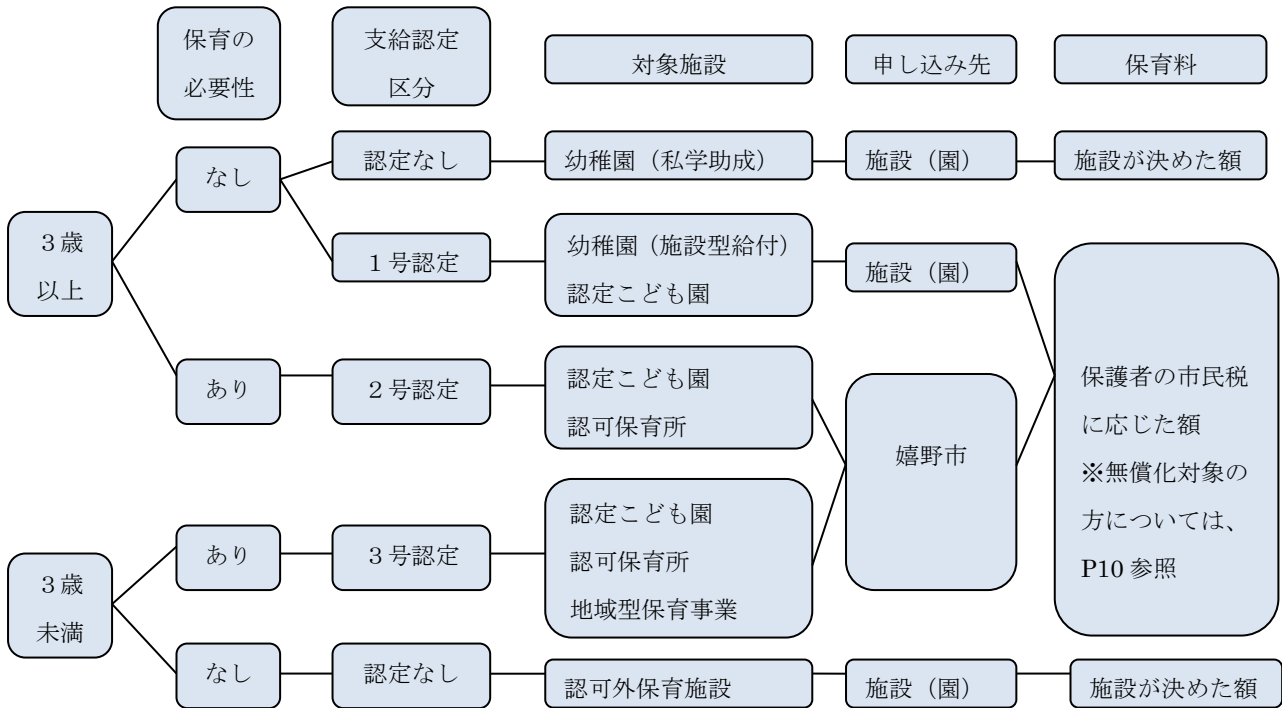 保育の
必要性
支給認定
区分
対象施設
申し込み先
保育料
３歳
以上
なし
認定なし
幼稚園（私学助成）
施設（園）
施設が決めた額
１号認定
幼稚園（施設型給付）
認定こども園
施設（園）
あり
２号認定
認定こども園
認可保育所
嬉野市
保護者の市民税
に応じた額
※無償化対象の
方については、
P10 参照
３歳
未満
あり
３号認定
認定こども園
認可保育所
地域型保育事業
なし
認定なし
認可外保育施設
施設（園）
施設が決めた額